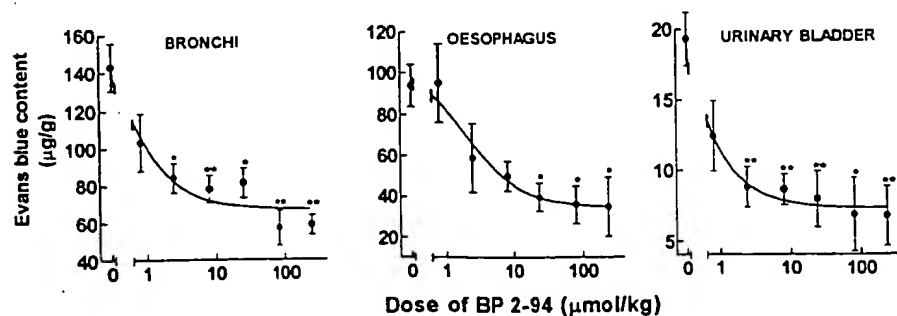 Evans blue content
(μg/g)
BRONCHI
160
140
120
100
80
60
40
* ** * ** **
0 1 10 100
OESOPHAGUS
120
100
80
60
40
20
* * *
0 1 10 100
URINARY BLADDER
20
15
10
5
** ** ** * **
0 1 10 100
Dose of BP 2-94 (μmol/kg)